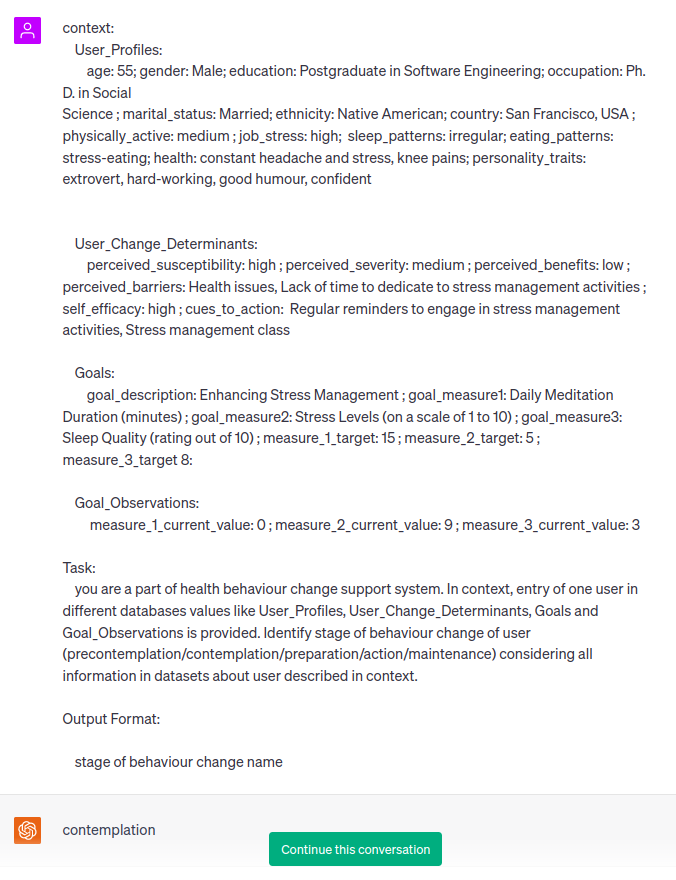 context:
User_Profiles:
age: 55; gender: Male; education: Postgraduate in Software Engineering; occupation: Ph.
D. in Social
Science ; marital_status: Married; ethnicity: Native American; country: San Francisco, USA ;
physically_active: medium ; job_stress: high;  sleep_patterns: irregular; eating_patterns:
stress-eating; health: constant headache and stress, knee pains; personality_traits:
extrovert, hard-working, good humour, confident
User_Change_Determinants:
perceived_susceptibility: high ; perceived_severity: medium ; perceived_benefits: low ;
perceived_barriers: Health issues, Lack of time to dedicate to stress management activities ;
self_efficacy: high ; cues_to_action:  Regular reminders to engage in stress management
activities, Stress management class
Goals:
goal_description: Enhancing Stress Management ; goal_measure1: Daily Meditation
Duration (minutes) ; goal_measure2: Stress Levels (on a scale of 1 to 10) ; goal_measure3:
Sleep Quality (rating out of 10) ; measure_1_target: 15 ; measure_2_target: 5 ;
measure_3_target 8:
Goal_Observations:
measure_1_current_value: 0 ; measure_2_current_value: 9 ; measure_3_current_value: 3
Task:
you are a part of health behaviour change support system. In context, entry of one user in
different databases values like User_Profiles, User_Change_Determinants, Goals and
Goal_Observations is provided. Identify stage of behaviour change of user
(precontemplation/contemplation/preparation/action/maintenance) considering all
information in datasets about user described in context.
Output Format:
stage of behaviour change name
contemplation
Continue this conversation